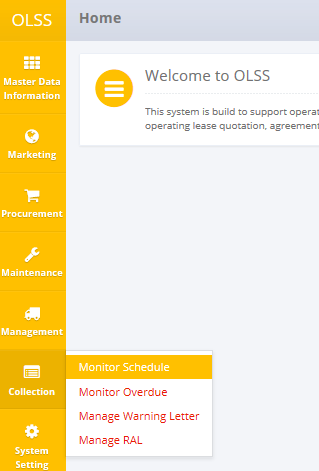 OLSS
Home
Master Data
Information
Marketing
Procurement
Maintenance
Management
Collection
System
Setting
Welcome to OLSS
This system is build to support
operating lease quotation, agreement
Monitor Schedule
Monitor Overdue
Manage Warning Letter
Manage RAL